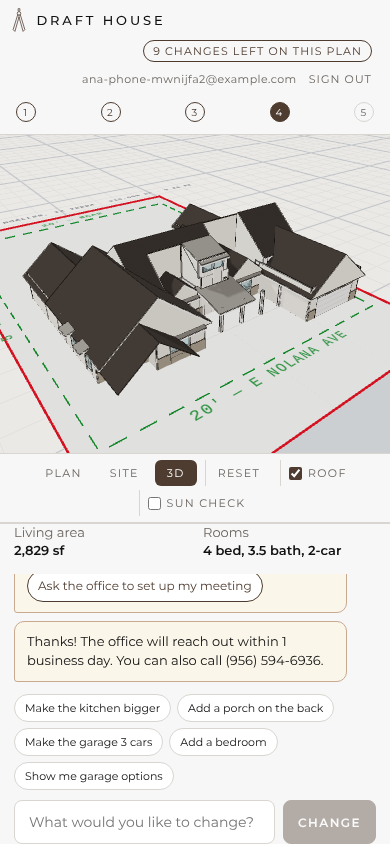 DRAFT HOUSE
9 CHANGES LEFT ON THIS PLAN
ana-phone-mwnijfa2@example.com SIGN OUT
1 2 3 4 5
20' — E NOLANA AVE
PLAN SITE 3D RESET ROOF
SUN CHECK
Living area Rooms
2,829 sf 4 bed, 3.5 bath, 2-car
Ask the office to set up my meeting
Thanks! The office will reach out within 1
business day. You can also call (956) 594-6936.
Make the kitchen bigger Add a porch on the back
Make the garage 3 cars Add a bedroom
Show me garage options
What would you like to change? CHANGE